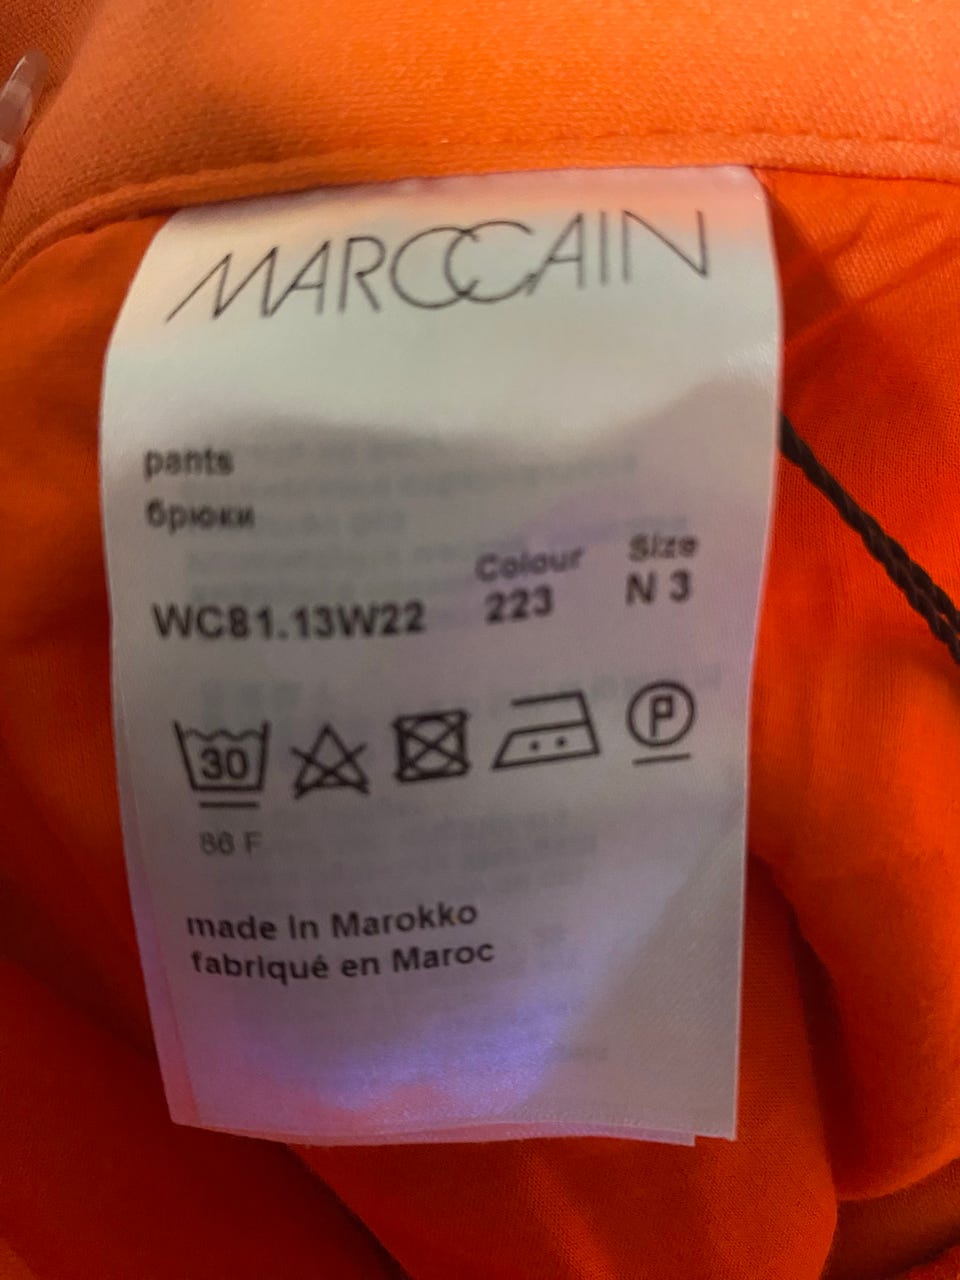 MARCCAIN
pants
брюки
Colour Size
WC81.13W22 223 N 3
30 P
86 F
made in Marokko
fabriqué en Maroc